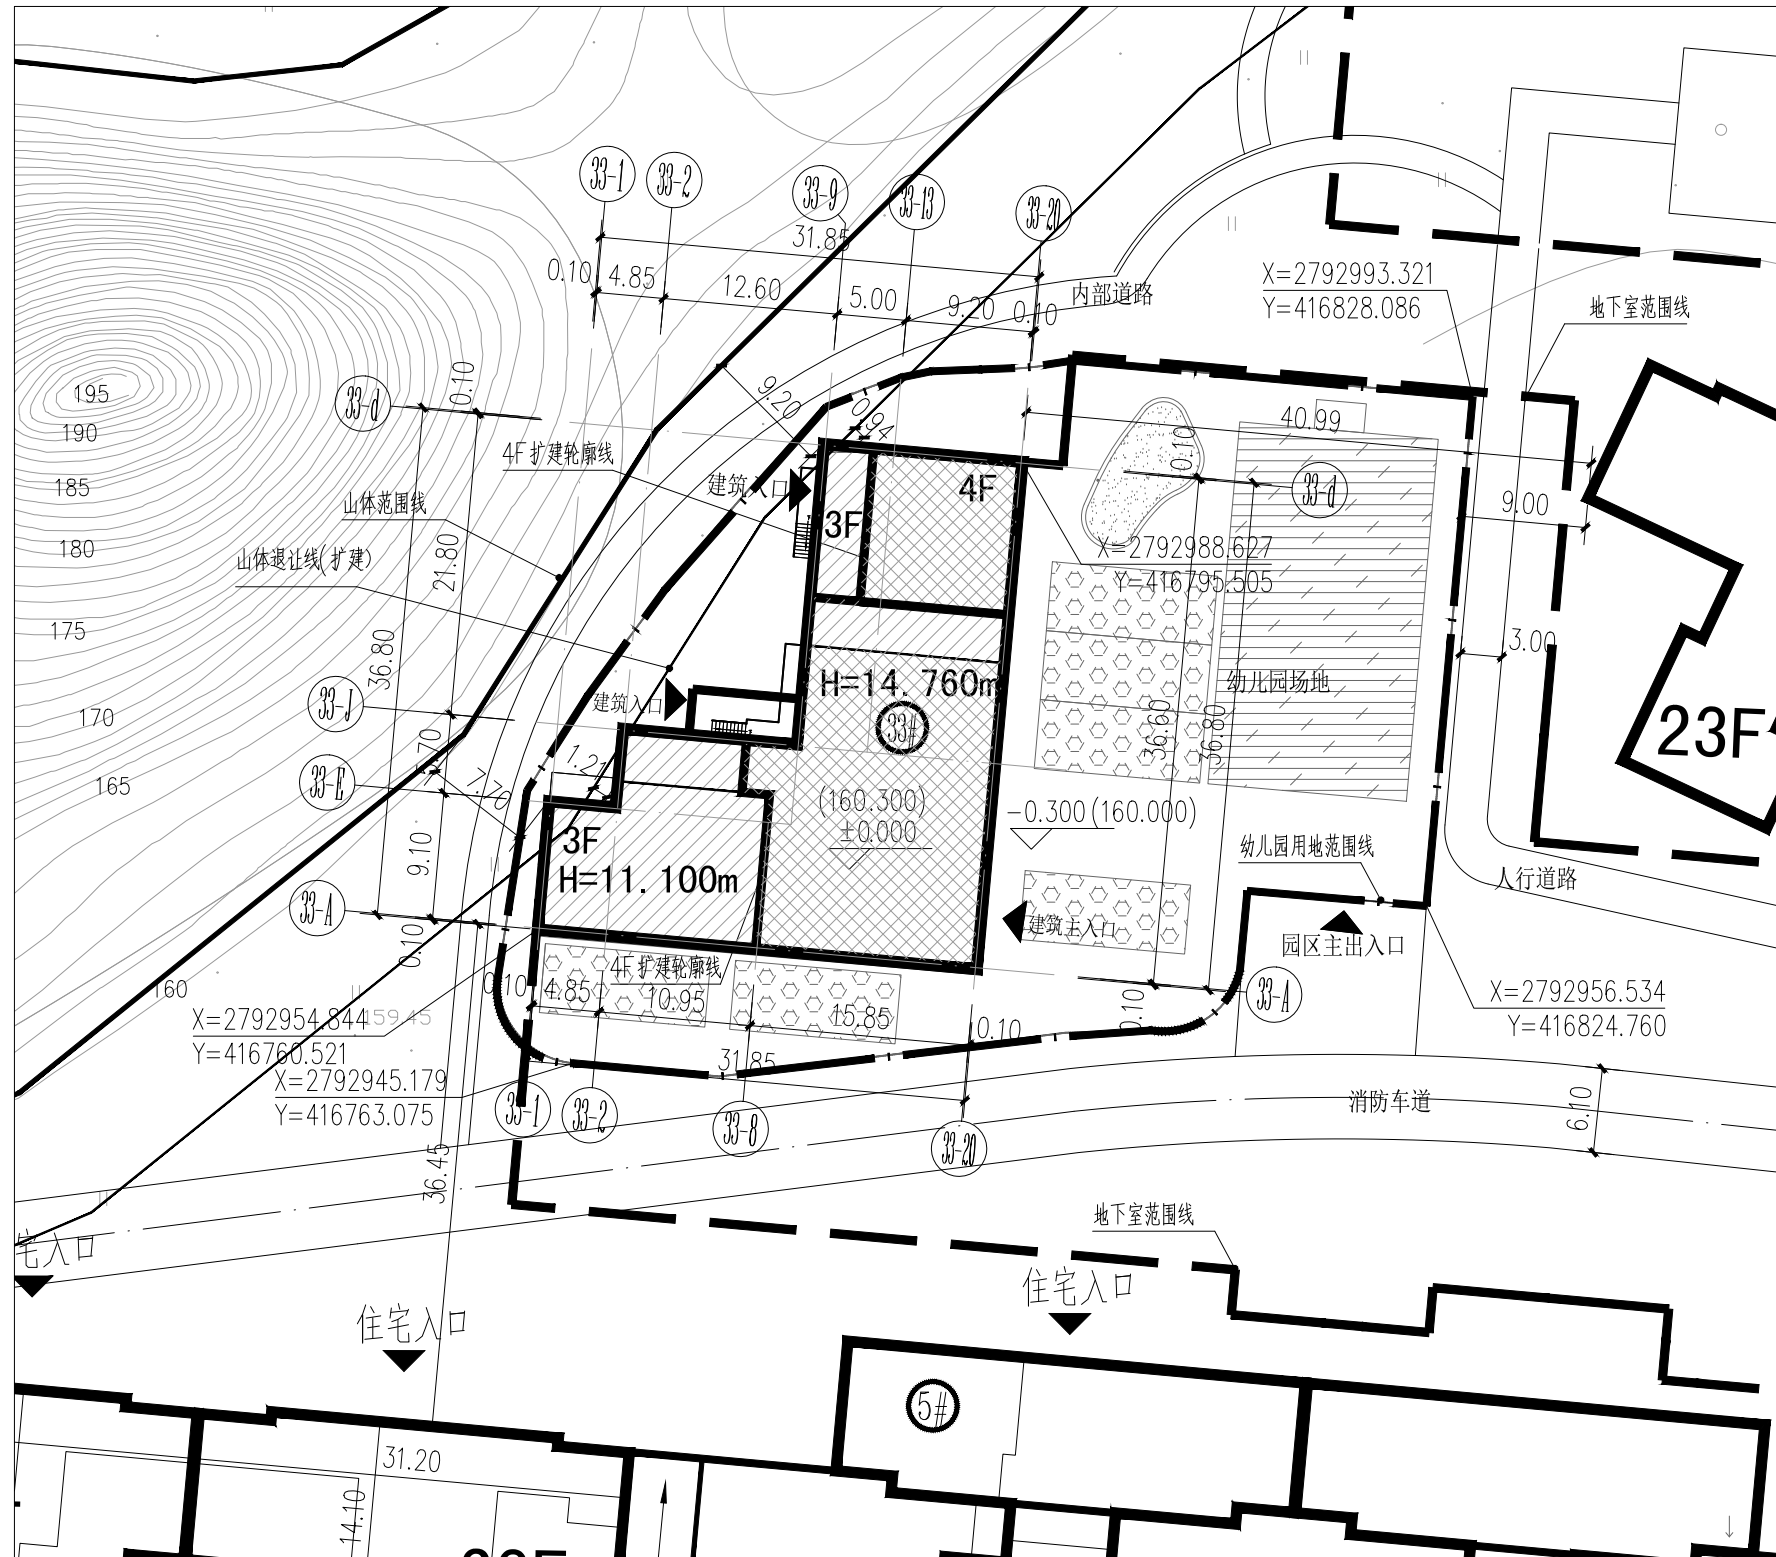 33-1
33-2
33-9
33-13
33-20
31.85
0.10
4.85
12.60
5.00
9.20
0.10
内部道路
X=2792993.321
Y=416828.086
地下室范围线
195
190
185
180
175
170
165
160
33-d
0.10
9.20
0.94
40.99
4F扩建轮廓线
建筑入口
4F
3F
0.10
33-d
9.00
山体范围线
山体退让线(扩建)
21.80
36.80
X=2792988.627
Y=416795.505
3.00
幼儿园场地
H=14.760m
33#
建筑入口
33-J
33-E
7.70
1.21
36.60
36.80
23F
(160.300)
±0.000
-0.300(160.000)
3F
H=11.100m
9.10
幼儿园用地范围线
人行道路
33-A
0.10
建筑主入口
园区主出入口
4F扩建轮廓线
0.10
4.85
10.95
15.85
0.10
0.10
33-A
X=2792956.534
Y=416824.760
X=2792954.844
159.45
Y=416760.521
X=2792945.179
Y=416763.075
31.85
33-1
33-2
33-8
33-20
消防车道
6.10
36.45
宅入口
地下室范围线
住宅入口
住宅入口
5#
31.20
14.10